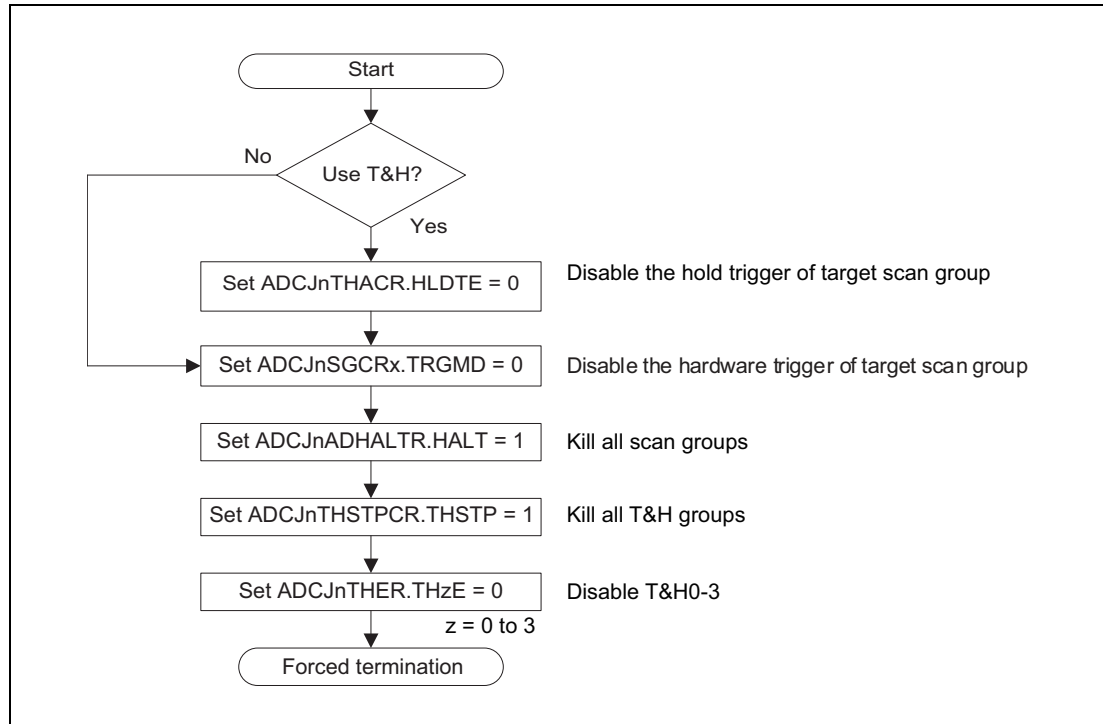 Start
No
Use T&H?
Yes
Set ADCJnTHACR.HLDTE = 0
Disable the hold trigger of target scan group
Set ADCJnSGCRx.TRGMD = 0
Disable the hardware trigger of target scan group
Set ADCJnADHALTR.HALT = 1
Kill all scan groups
Set ADCJnTHSTPCR.THSTP = 1
Kill all T&H groups
Set ADCJnTHER.THzE = 0
Disable T&H0-3
z = 0 to 3
Forced termination